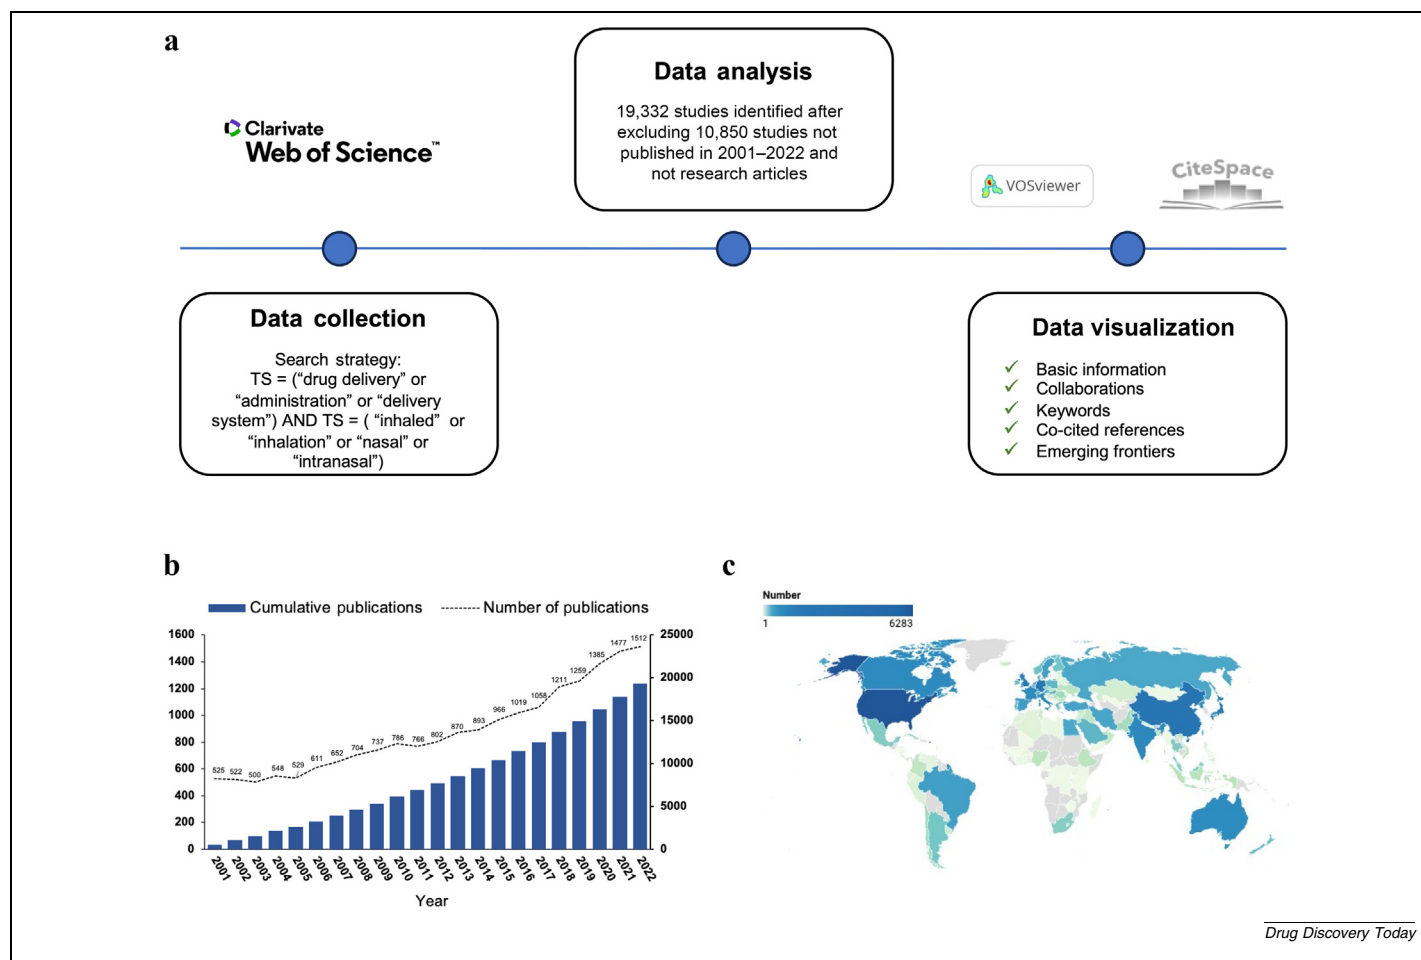 a
Clarivate
Web of Science™
Data analysis
19,332 studies identified after
excluding 10,850 studies not
published in 2001–2022 and
not research articles
VOSviewer
CiteSpace
Data collection
Search strategy:
TS = (“drug delivery” or
“administration” or “delivery
system”) AND TS = ( “inhaled” or
“inhalation” or “nasal” or
“intranasal”)
Data visualization
✓ Basic information
✓ Collaborations
✓ Keywords
✓ Co-cited references
✓ Emerging frontiers
b
Cumulative publications
Number of publications
1600
1400
1200
1000
800
600
400
200
0
25000
20000
15000
10000
5000
0
525 522 500 548 529 611 652 704 737 786 766 802 870 893 966 1019 1058 1211 1259 1385 1477 1512
2001 2002 2003 2004 2005 2006 2007 2008 2009 2010 2011 2012 2013 2014 2015 2016 2017 2018 2019 2020 2021 2022
Year
c
Number
1 6283
Drug Discovery Today